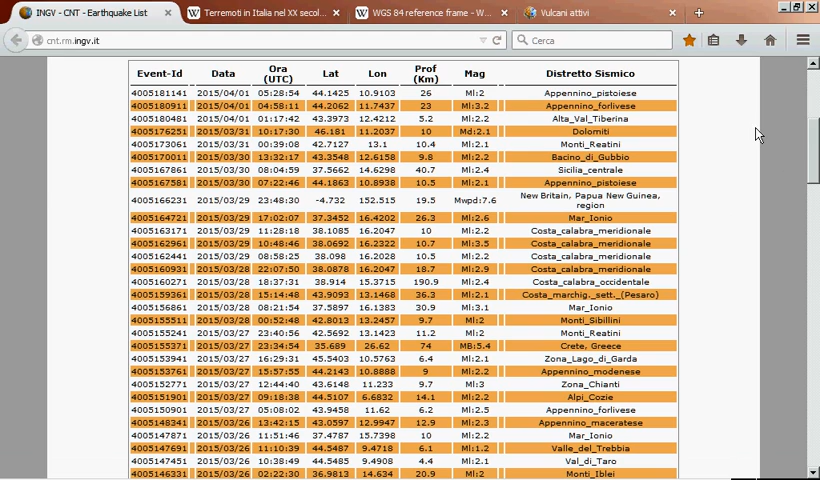 INGV - CNT - Earthquake List
Terremoti in Italia nel XX secol...
WGS 84 reference frame - W...
Vulcani attivi
cnt.rm.ingv.it
Cerca
Event-Id Data Ora (UTC) Lat Lon Prof (Km) Mag Distretto Sismico
4005181141 2015/04/01 05:28:54 44.1425 10.9103 26 Ml:2 Appennino_pistoiese
4005180911 2015/04/01 04:58:11 44.2062 11.7437 23 Ml:3.2 Appennino_forlivese
4005180481 2015/04/01 01:17:42 43.3973 12.4212 5.2 Ml:2.2 Alta_Val_Tiberina
4005176251 2015/03/31 10:17:30 46.181 11.2037 10 Md:2.1 Dolomiti
4005173061 2015/03/31 00:39:08 42.7127 13.1 10.4 Ml:2.1 Monti_Reatini
4005170011 2015/03/30 13:32:17 43.3548 12.6158 9.8 Ml:2.2 Bacino_di_Gubbio
4005167861 2015/03/30 08:04:59 37.5662 14.6298 40.7 Ml:2.4 Sicilia_centrale
4005167581 2015/03/30 07:22:46 44.1863 10.8938 10.5 Ml:2.1 Appennino_pistoiese
4005166231 2015/03/29 23:48:30 -4.732 152.515 19.5 Mwpd:7.6 New Britain, Papua New Guinea, region
4005164721 2015/03/29 17:02:07 37.3452 16.4202 26.3 Ml:2.6 Mar_Ionio
4005163171 2015/03/29 11:28:18 38.1085 16.2047 10 Ml:2.2 Costa_calabra_meridionale
4005162961 2015/03/29 10:48:46 38.0692 16.2322 10.7 Ml:3.5 Costa_calabra_meridionale
4005162441 2015/03/29 08:58:25 38.098 16.2028 10.5 Ml:2.2 Costa_calabra_meridionale
4005160931 2015/03/28 22:07:50 38.0878 16.2047 18.7 Ml:2.9 Costa_calabra_meridionale
4005160271 2015/03/28 18:37:31 38.914 15.3715 190.9 Ml:2.4 Costa_calabra_occidentale
4005159361 2015/03/28 15:14:48 43.9093 13.1468 36.3 Ml:2.1 Costa_marchig._sett._(Pesaro)
4005156861 2015/03/28 08:21:54 37.5897 16.1383 30.9 Ml:3.1 Mar_Ionio
4005155511 2015/03/28 00:52:48 42.8013 13.2457 9.7 Ml:2 Monti_Sibillini
4005155241 2015/03/27 23:40:56 42.5692 13.1423 11.2 Ml:2 Monti_Reatini
4005155371 2015/03/27 23:34:54 35.689 26.62 74 MB:5.4 Crete, Greece
4005153941 2015/03/27 16:29:31 45.5403 10.5763 6.4 Ml:2.1 Zona_Lago_di_Garda
4005153761 2015/03/27 15:57:55 44.2143 10.8888 9 Ml:2.2 Appennino_modenese
4005152771 2015/03/27 12:44:40 43.6148 11.233 9.7 Ml:3 Zona_Chianti
4005151901 2015/03/27 09:18:38 44.5107 6.6832 14.1 Ml:2.2 Alpi_Cozie
4005150901 2015/03/27 05:08:02 43.9458 11.62 6.2 Ml:2.5 Appennino_forlivese
4005148341 2015/03/26 13:42:15 43.0597 12.9947 12.9 Ml:2.3 Appennino_maceratese
4005147871 2015/03/26 11:51:46 37.4787 15.7398 10 Ml:2.2 Mar_Ionio
4005147691 2015/03/26 11:10:39 44.5487 9.4718 6.1 Ml:1.2 Valle_del_Trebbia
4005147451 2015/03/26 10:38:49 44.5485 9.4908 4.4 Ml:2.1 Val_di_Taro
4005146331 2015/03/26 02:22:30 36.9813 14.634 20.9 Ml:2 Monti_Iblei